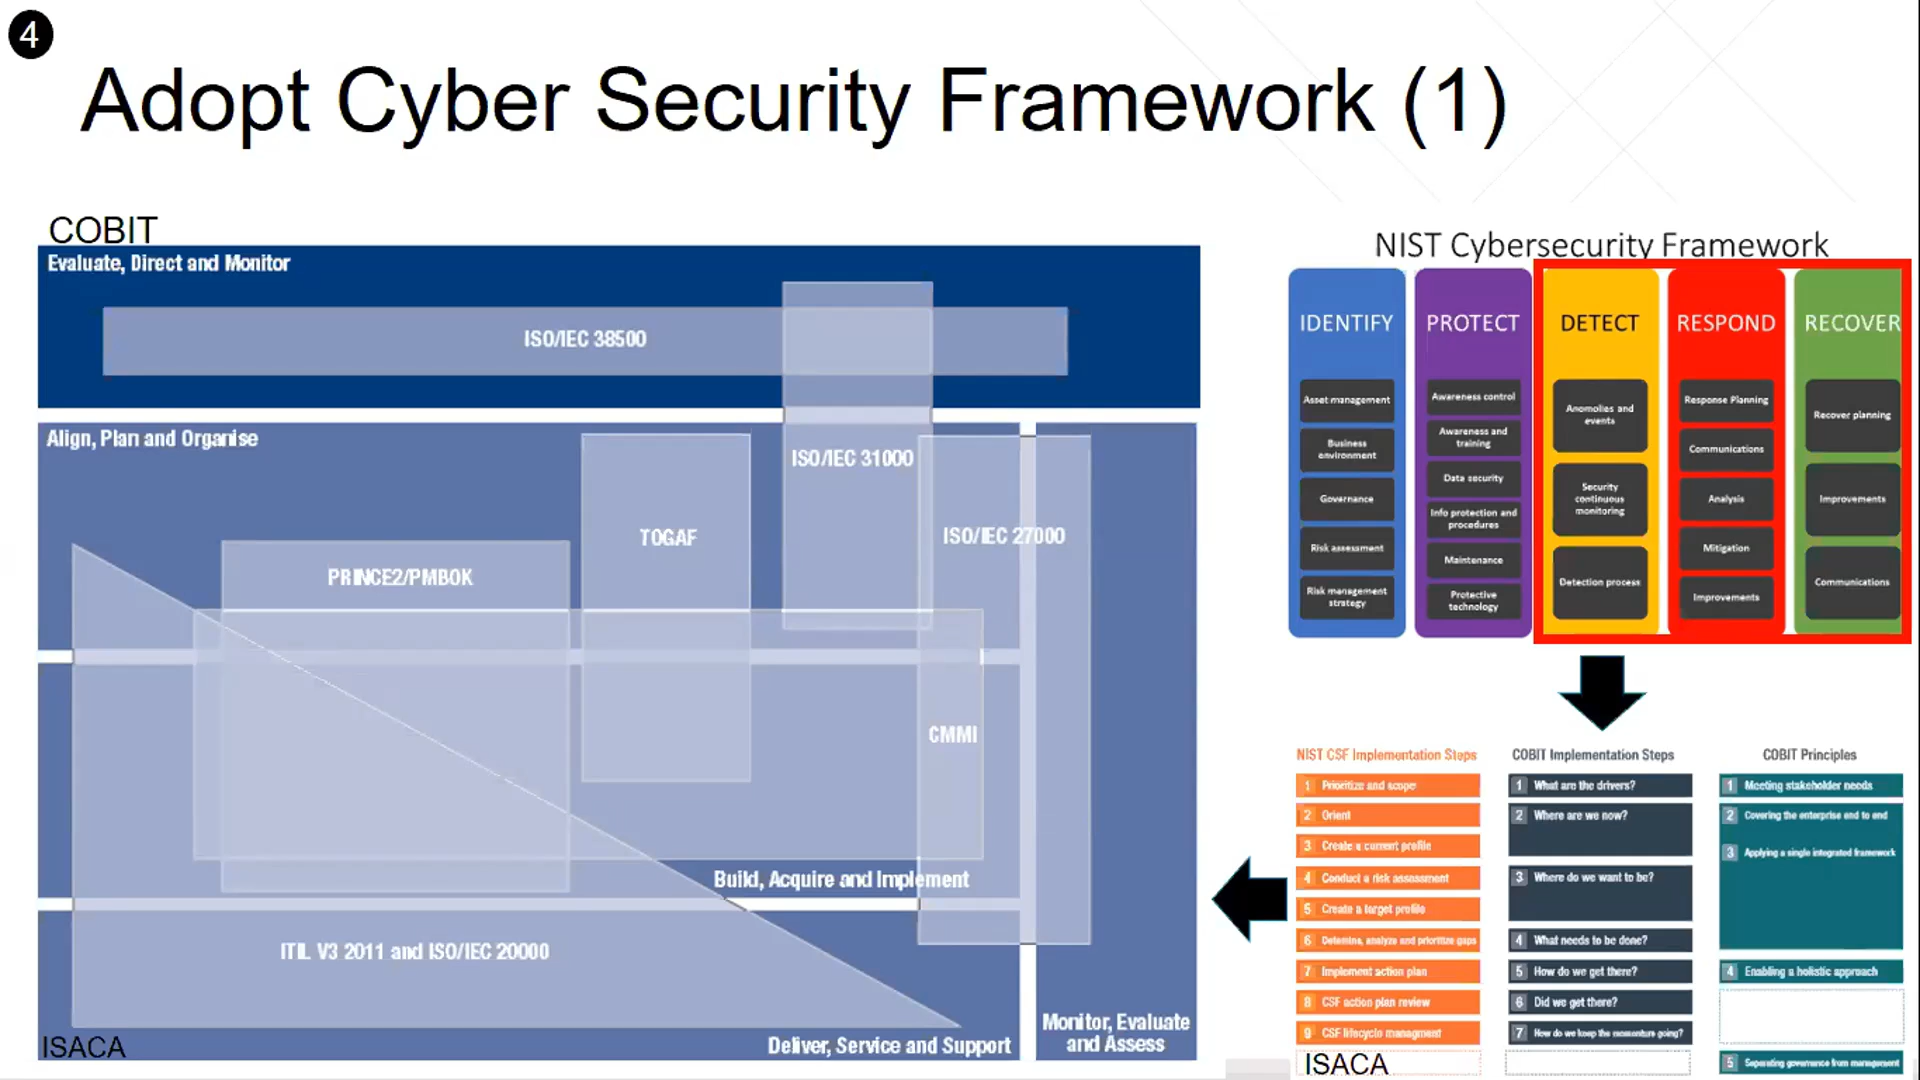 4
Adopt Cyber Security Framework (1)
COBIT
Evaluate, Direct and Monitor
ISO/IEC 38500
Align, Plan and Organise
ISO/IEC 31000
TOGAF
ISO/IEC 27000
PRINCE2/PMBOK
CMMI
Build, Acquire and Implement
ITIL V3 2011 and ISO/IEC 20000
Deliver, Service and Support
Monitor, Evaluate
and Assess
ISACA
NIST Cybersecurity Framework
IDENTIFY
Asset management
Business
environment
Governance
Risk assessment
Risk management
strategy
PROTECT
Awareness control
Awareness and
training
Data security
Info protection and
procedures
Maintenance
Protective
technology
DETECT
Anomolies and
events
Security
continuous
monitoring
Detection process
RESPOND
Response Planning
Communications
Analysis
Mitigation
Improvements
RECOVER
Recover planning
Improvements
Communications
NIST CSF Implementation Steps
1 Prioritize and scope
2 Orient
3 Create a current profile
4 Conduct a risk assessment
5 Create a target profile
6 Detemine, analyze and prioritize gaps
7 Implement action plan
8 CSF action plan review
9 CSF lifecyclo managment
ISACA
COBIT Implementation Steps
1 What are the drivers?
2 Where are we now?
3 Where do we want to be?
4 What needs to be done?
5 How do we get there?
6 Did we get there?
7 How do we keep the momentum going?
COBIT Principles
1 Meeting stakeholder needs
2 Covering the enterprise end to end
3 Applying a single integrated framework
4 Enabling a holistic approach
5 Separating governance from management